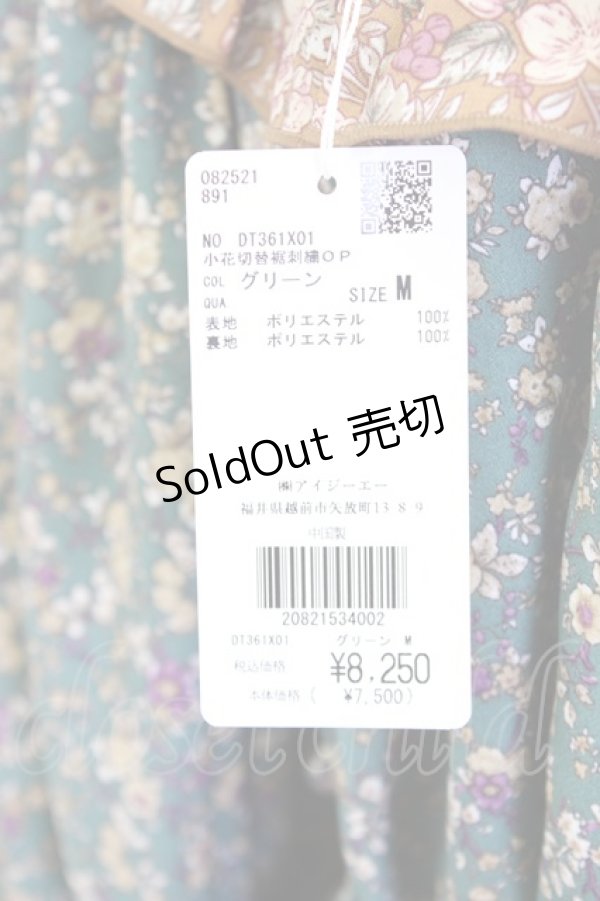 082521
891
NO DT361X01
小花切替裾刺繍OP
COL グリーン
QUA
SIZE M
表地 ポリエステル 100%
裏地 ポリエステル 100%
SoldOut 売切
㈱アイジーエー
福井県越前市矢放町13-8-9
中国製
20821534002
DT361X01 グリーン M
税込価格 ¥8,250
本体価格( ¥7,500)
closet child